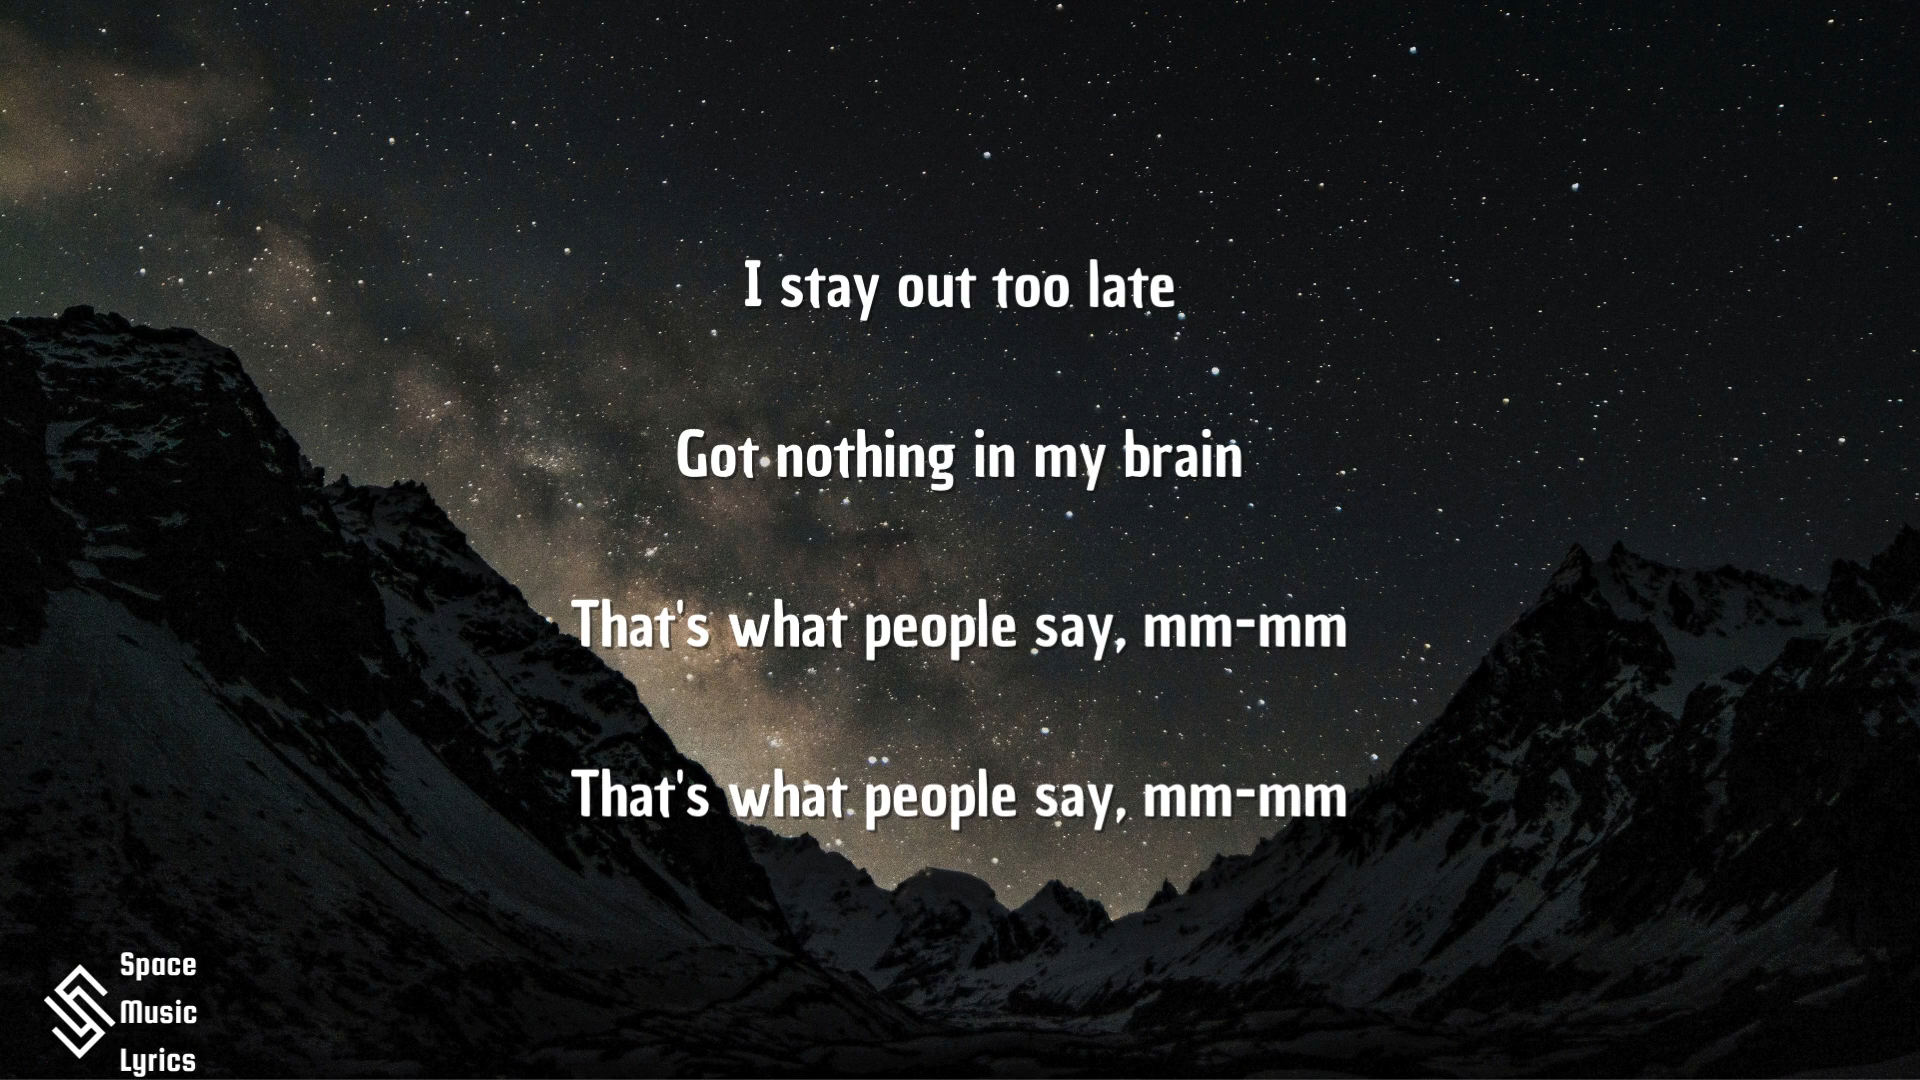 I stay out too late
Got nothing in my brain
That's what people say, mm-mm
That's what people say, mm-mm
Space
Music
Lyrics